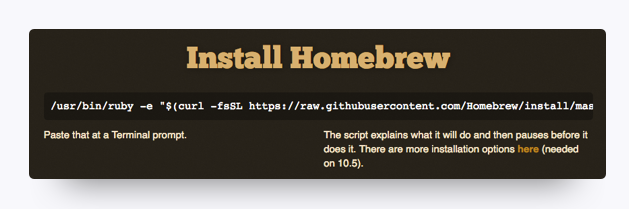 Install Homebrew
/usr/bin/ruby -e "$(curl -fsSL https://raw.githubusercontent.com/Homebrew/install/mas
Paste that at a Terminal prompt.
The script explains what it will do and then pauses before it
does it. There are more installation options here (needed
on 10.5).